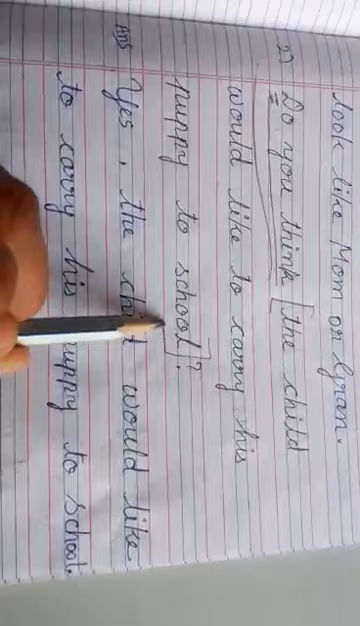 look like Mom or Gran.
2) Do you think [the child
would like to carry his
puppy to school]?
Ans Yes, the would like
to carry his puppy to school.